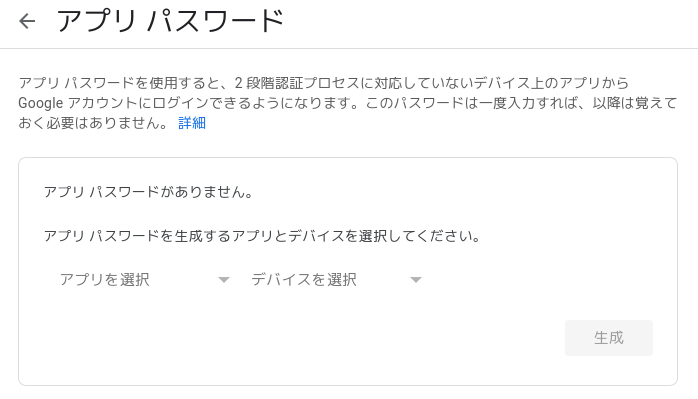 アプリ パスワード
アプリ パスワードを使用すると、2 段階認証プロセスに対応していないデバイス上のアプリから
Google アカウントにログインできるようになります。このパスワードは一度入力すれば、以降は覚えて
おく必要はありません。 詳細
アプリ パスワードがありません。
アプリ パスワードを生成するアプリとデバイスを選択してください。
アプリを選択 デバイスを選択
生成